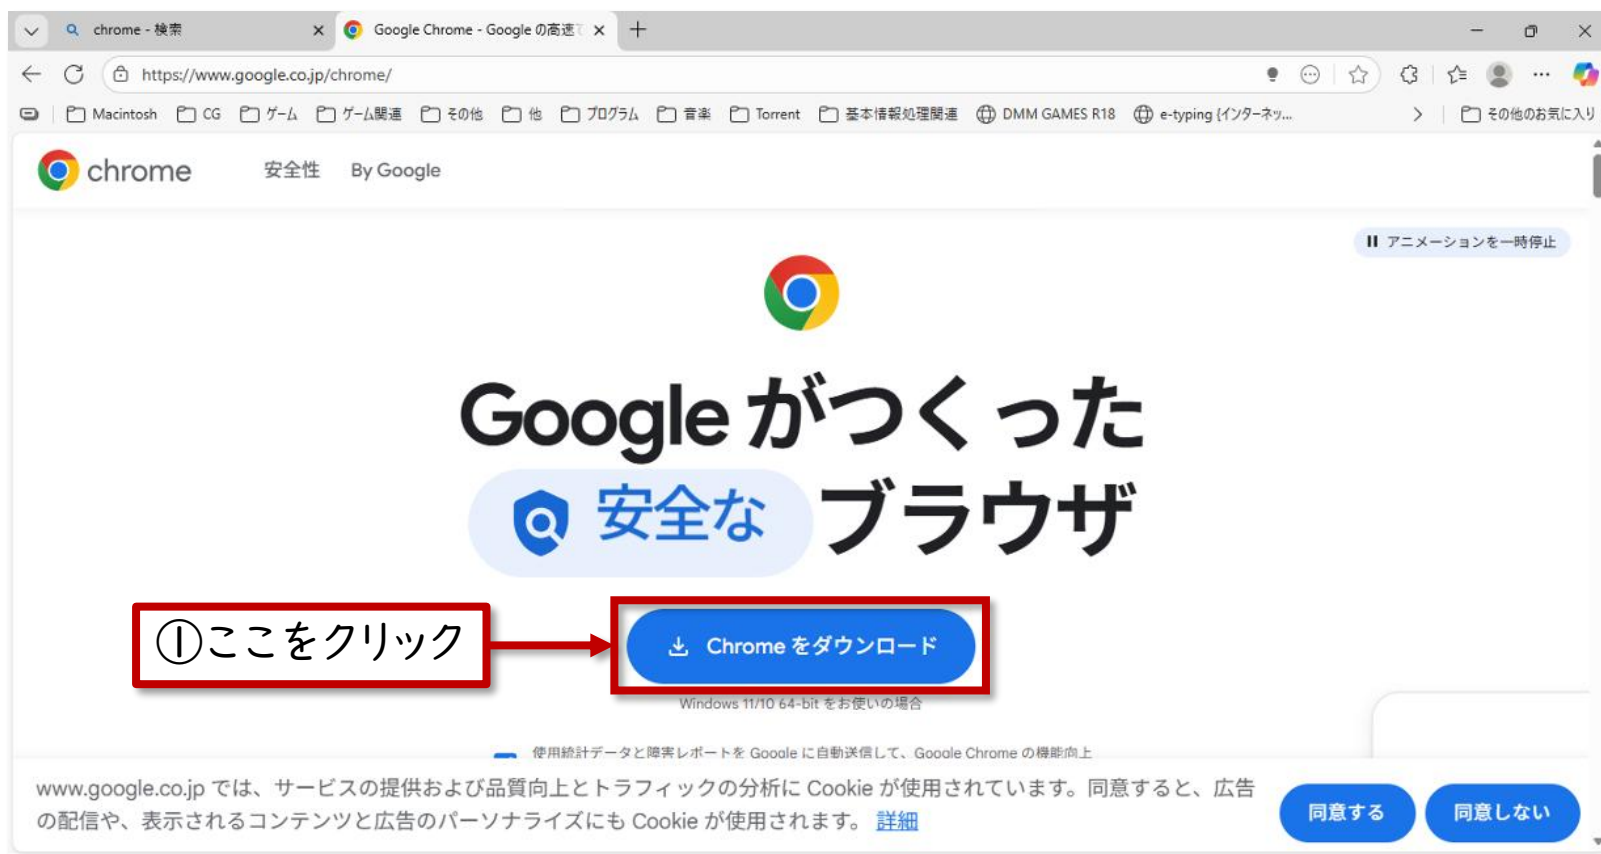 chrome - 検索
Google Chrome - Google の高速で
https://www.google.co.jp/chrome/
Macintosh CG ゲーム ゲーム関連 その他 他 プログラム 音楽 Torrent 基本情報処理関連 DMM GAMES R18 e-typing {インターネッ... その他のお気に入り
chrome 安全性 By Google
アニメーションを一時停止
Google がつくった
安全な ブラウザ
①ここをクリック
Chrome をダウンロード
Windows 11/10 64-bit をお使いの場合
使用統計データと障害レポートを Google に自動送信して、Google Chrome の機能向上
www.google.co.jp では、サービスの提供および品質向上とトラフィックの分析に Cookie が使用されています。同意すると、広告
の配信や、表示されるコンテンツと広告のパーソナライズにも Cookie が使用されます。 詳細
同意する 同意しない